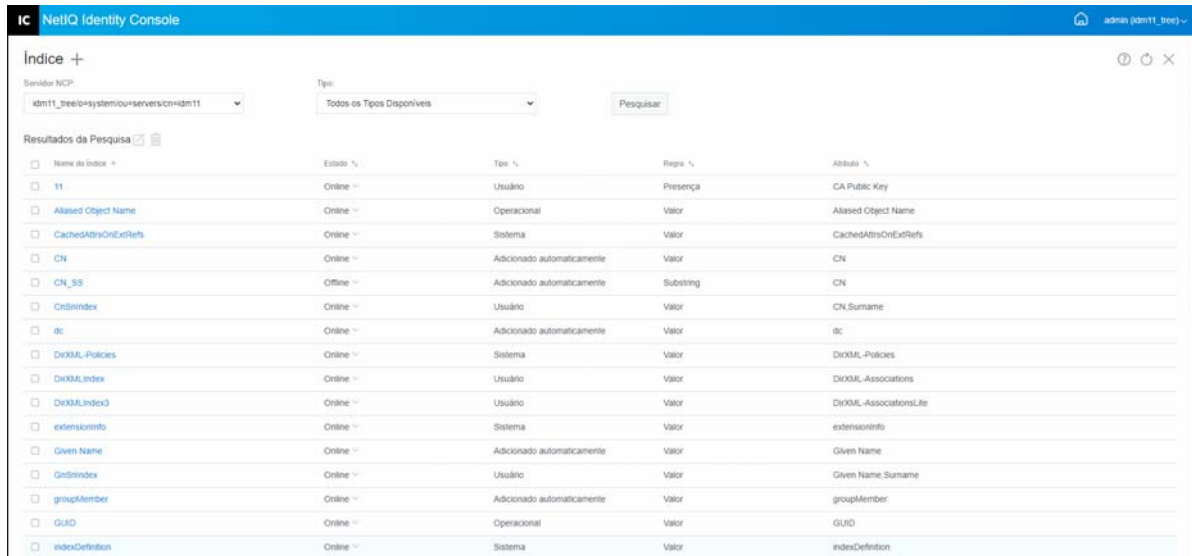 IC NetIQ Identity Console admin (idm11_tree)
Índice
Servidor NCP: Tipo:
idm11_tree/o=system/ou=servers/cn=idm11 Todos os Tipos Disponíveis Pesquisar
Resultados da Pesquisa
Nome do Índice Estado Tipo Regra Atributo
11 Online Usuário Presença CA Public Key
Aliased Object Name Online Operacional Valor Aliased Object Name
CachedAttrsOnExtRefs Online Sistema Valor CachedAttrsOnExtRefs
CN Online Adicionado automaticamente Valor CN
CN_SS Offline Adicionado automaticamente Substring CN
CnSnIndex Online Usuário Valor CN,Surname
dc Online Adicionado automaticamente Valor dc
DirXML-Policies Online Sistema Valor DirXML-Policies
DirXMLIndex Online Usuário Valor DirXML-Associations
DirXMLIndex3 Online Usuário Valor DirXML-AssociationsLite
extensionInfo Online Sistema Valor extensionInfo
Given Name Online Adicionado automaticamente Valor Given Name
GnSnIndex Online Usuário Valor Given Name,Surname
groupMember Online Adicionado automaticamente Valor groupMember
GUID Online Operacional Valor GUID
indexDefinition Online Sistema Valor indexDefinition